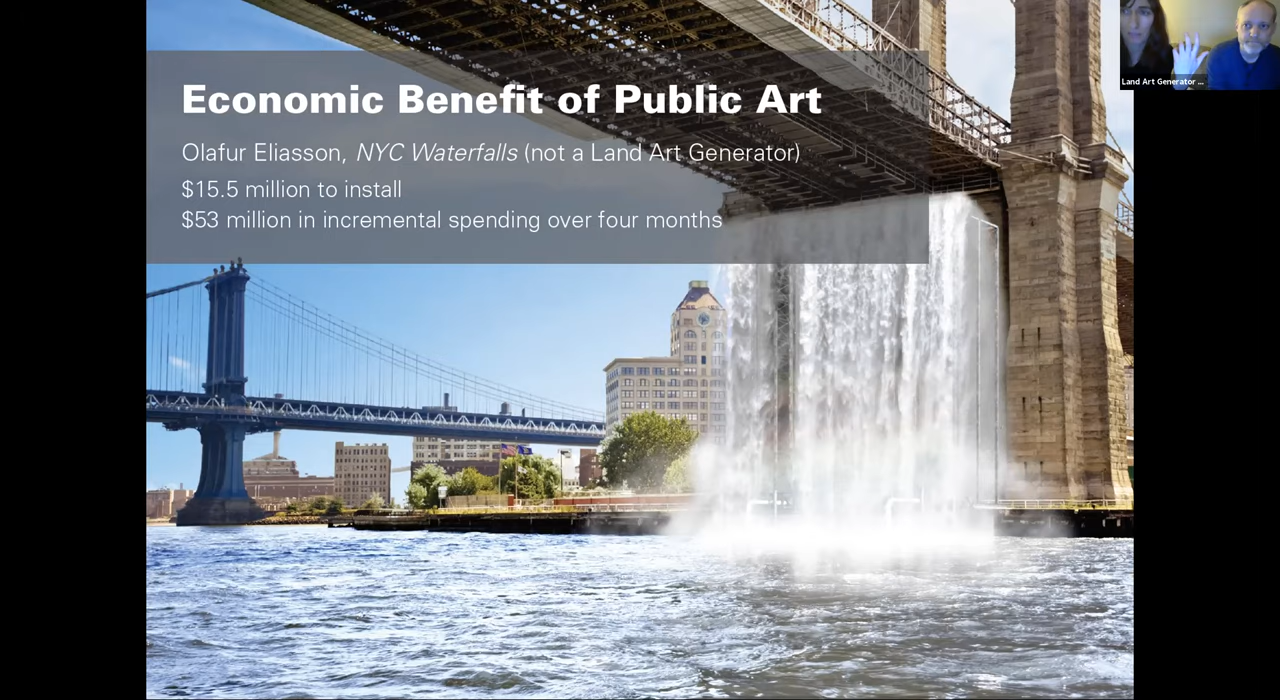 Economic Benefit of Public Art
Olafur Eliasson, NYC Waterfalls (not a Land Art Generator)
$15.5 million to install
$53 million in incremental spending over four months
Land Art Generator ...